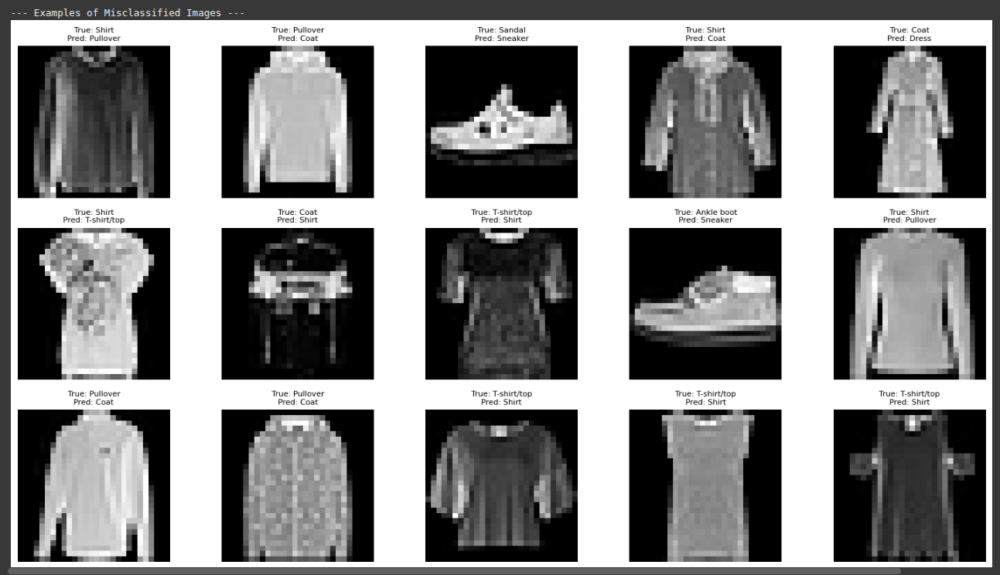 --- Examples of Misclassified Images ---
True: Shirt
Pred: Pullover
True: Pullover
Pred: Coat
True: Sandal
Pred: Sneaker
True: Shirt
Pred: Coat
True: Coat
Pred: Dress
True: Shirt
Pred: T-shirt/top
True: Coat
Pred: Shirt
True: T-shirt/top
Pred: Shirt
True: Ankle boot
Pred: Sneaker
True: Shirt
Pred: Pullover
True: Pullover
Pred: Coat
True: Pullover
Pred: Coat
True: T-shirt/top
Pred: Shirt
True: T-shirt/top
Pred: Shirt
True: T-shirt/top
Pred: Shirt